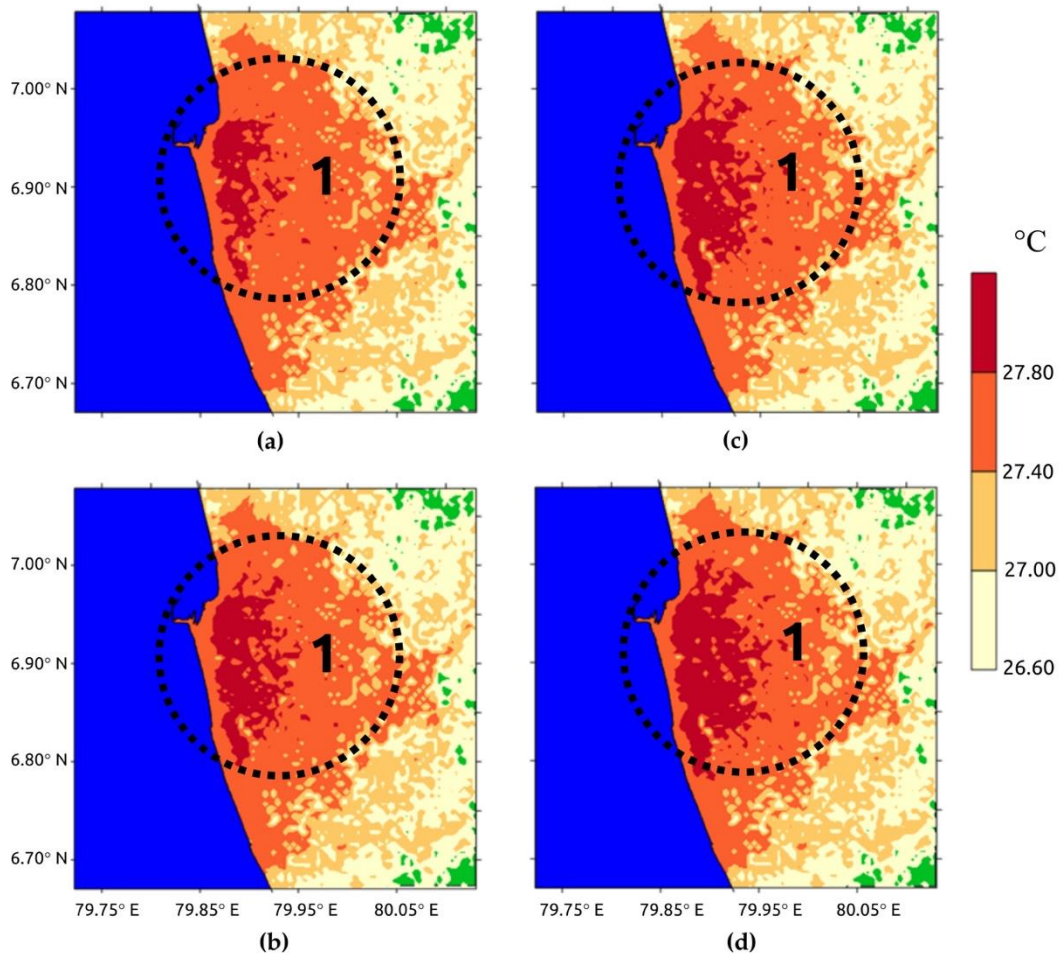 7.00° N
6.90° N
6.80° N
6.70° N
1
(a)
1
(c)
°C
27.80
27.40
27.00
26.60
7.00° N
6.90° N
6.80° N
6.70° N
79.75° E 79.85° E 79.95° E 80.05° E
1
(b)
1
79.75° E 79.85° E 79.95° E 80.05° E
(d)